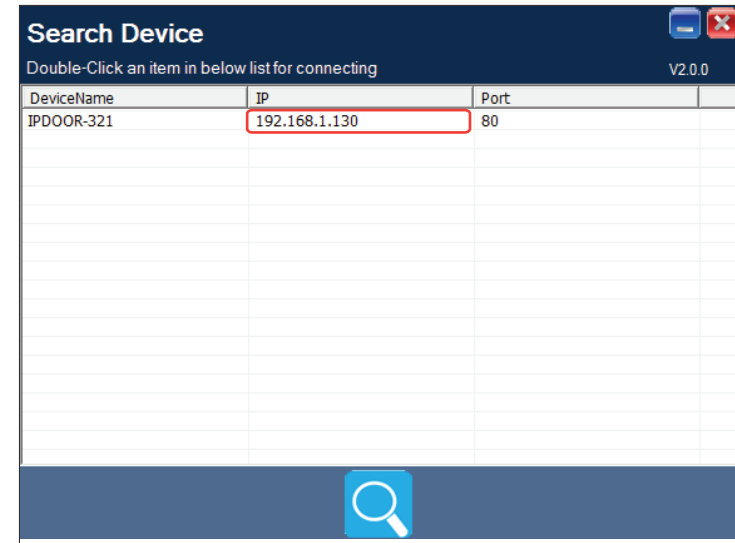 Search Device
Double-Click an item in below list for connecting V2.0.0
DeviceName IP Port
IPDOOR-321 192.168.1.130 80